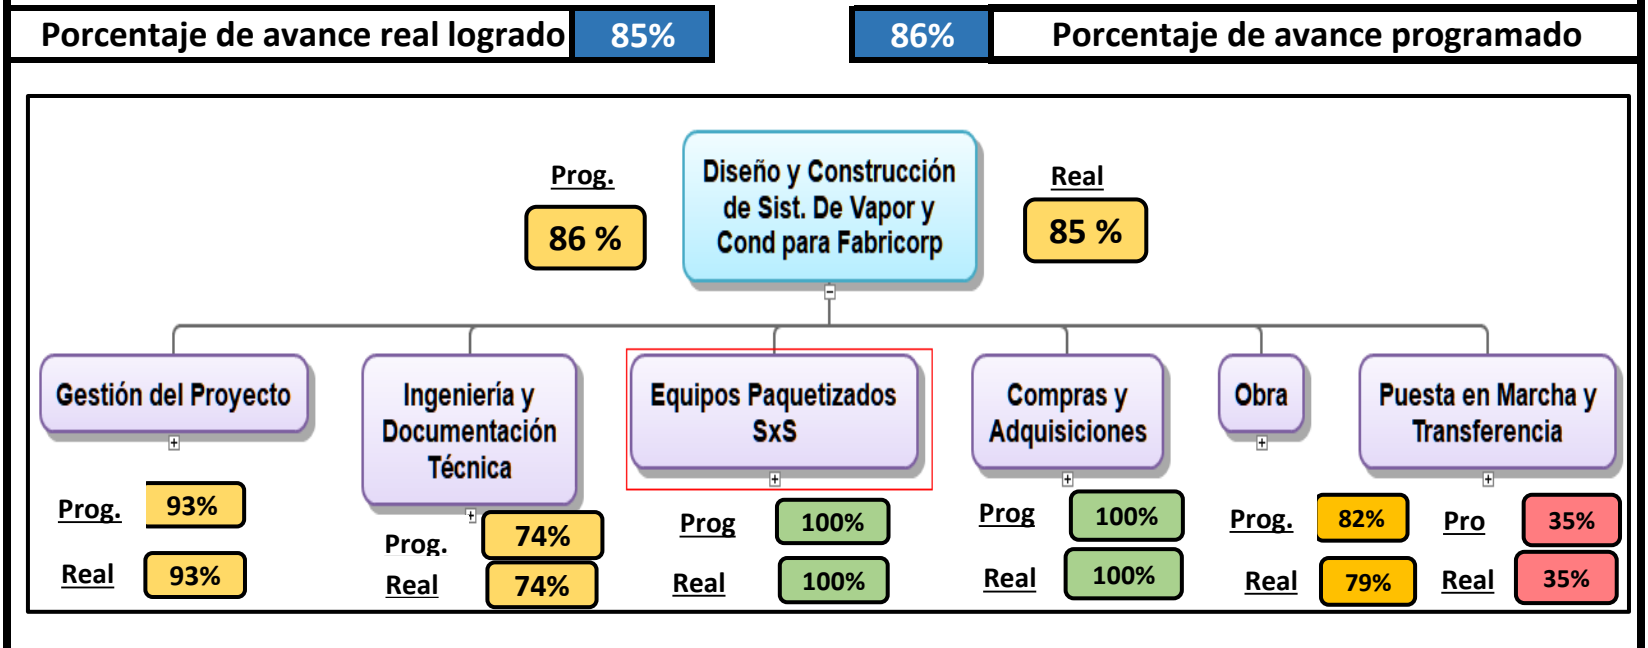 Porcentaje de avance real logrado 85% 86% Porcentaje de avance programado
Prog.
86 %
Diseño y Construcción
de Sist. De Vapor y
Cond para Fabricorp
Real
85 %
Gestión del Proyecto
Prog. 93%
Real 93%
Ingeniería y
Documentación
Técnica
Prog. 74%
Real 74%
Equipos Paquetizados
SxS
Prog 100%
Real 100%
Compras y
Adquisiciones
Prog 100%
Real 100%
Obra
Prog. 82%
Real 79%
Puesta en Marcha y
Transferencia
Pro 35%
Real 35%